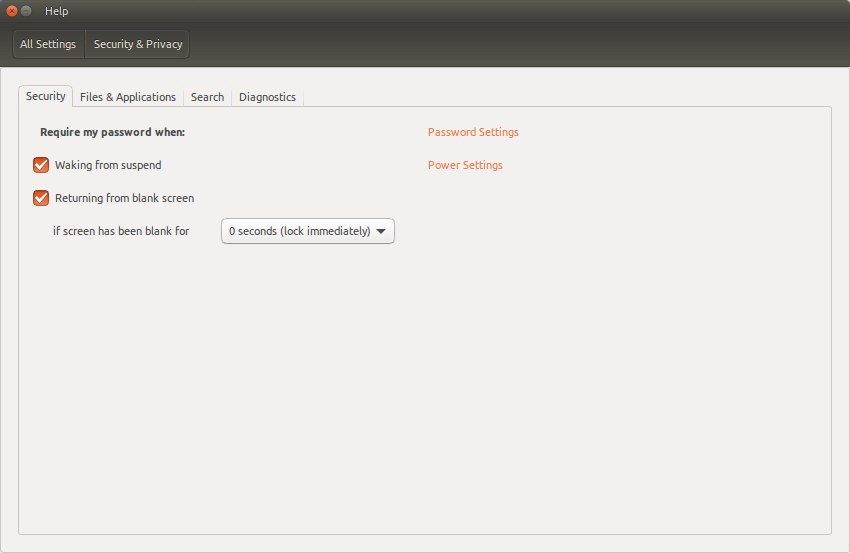 Help
All Settings Security & Privacy
Security Files & Applications Search Diagnostics
Require my password when: Password Settings
Waking from suspend Power Settings
Returning from blank screen
if screen has been blank for 0 seconds (lock immediately)